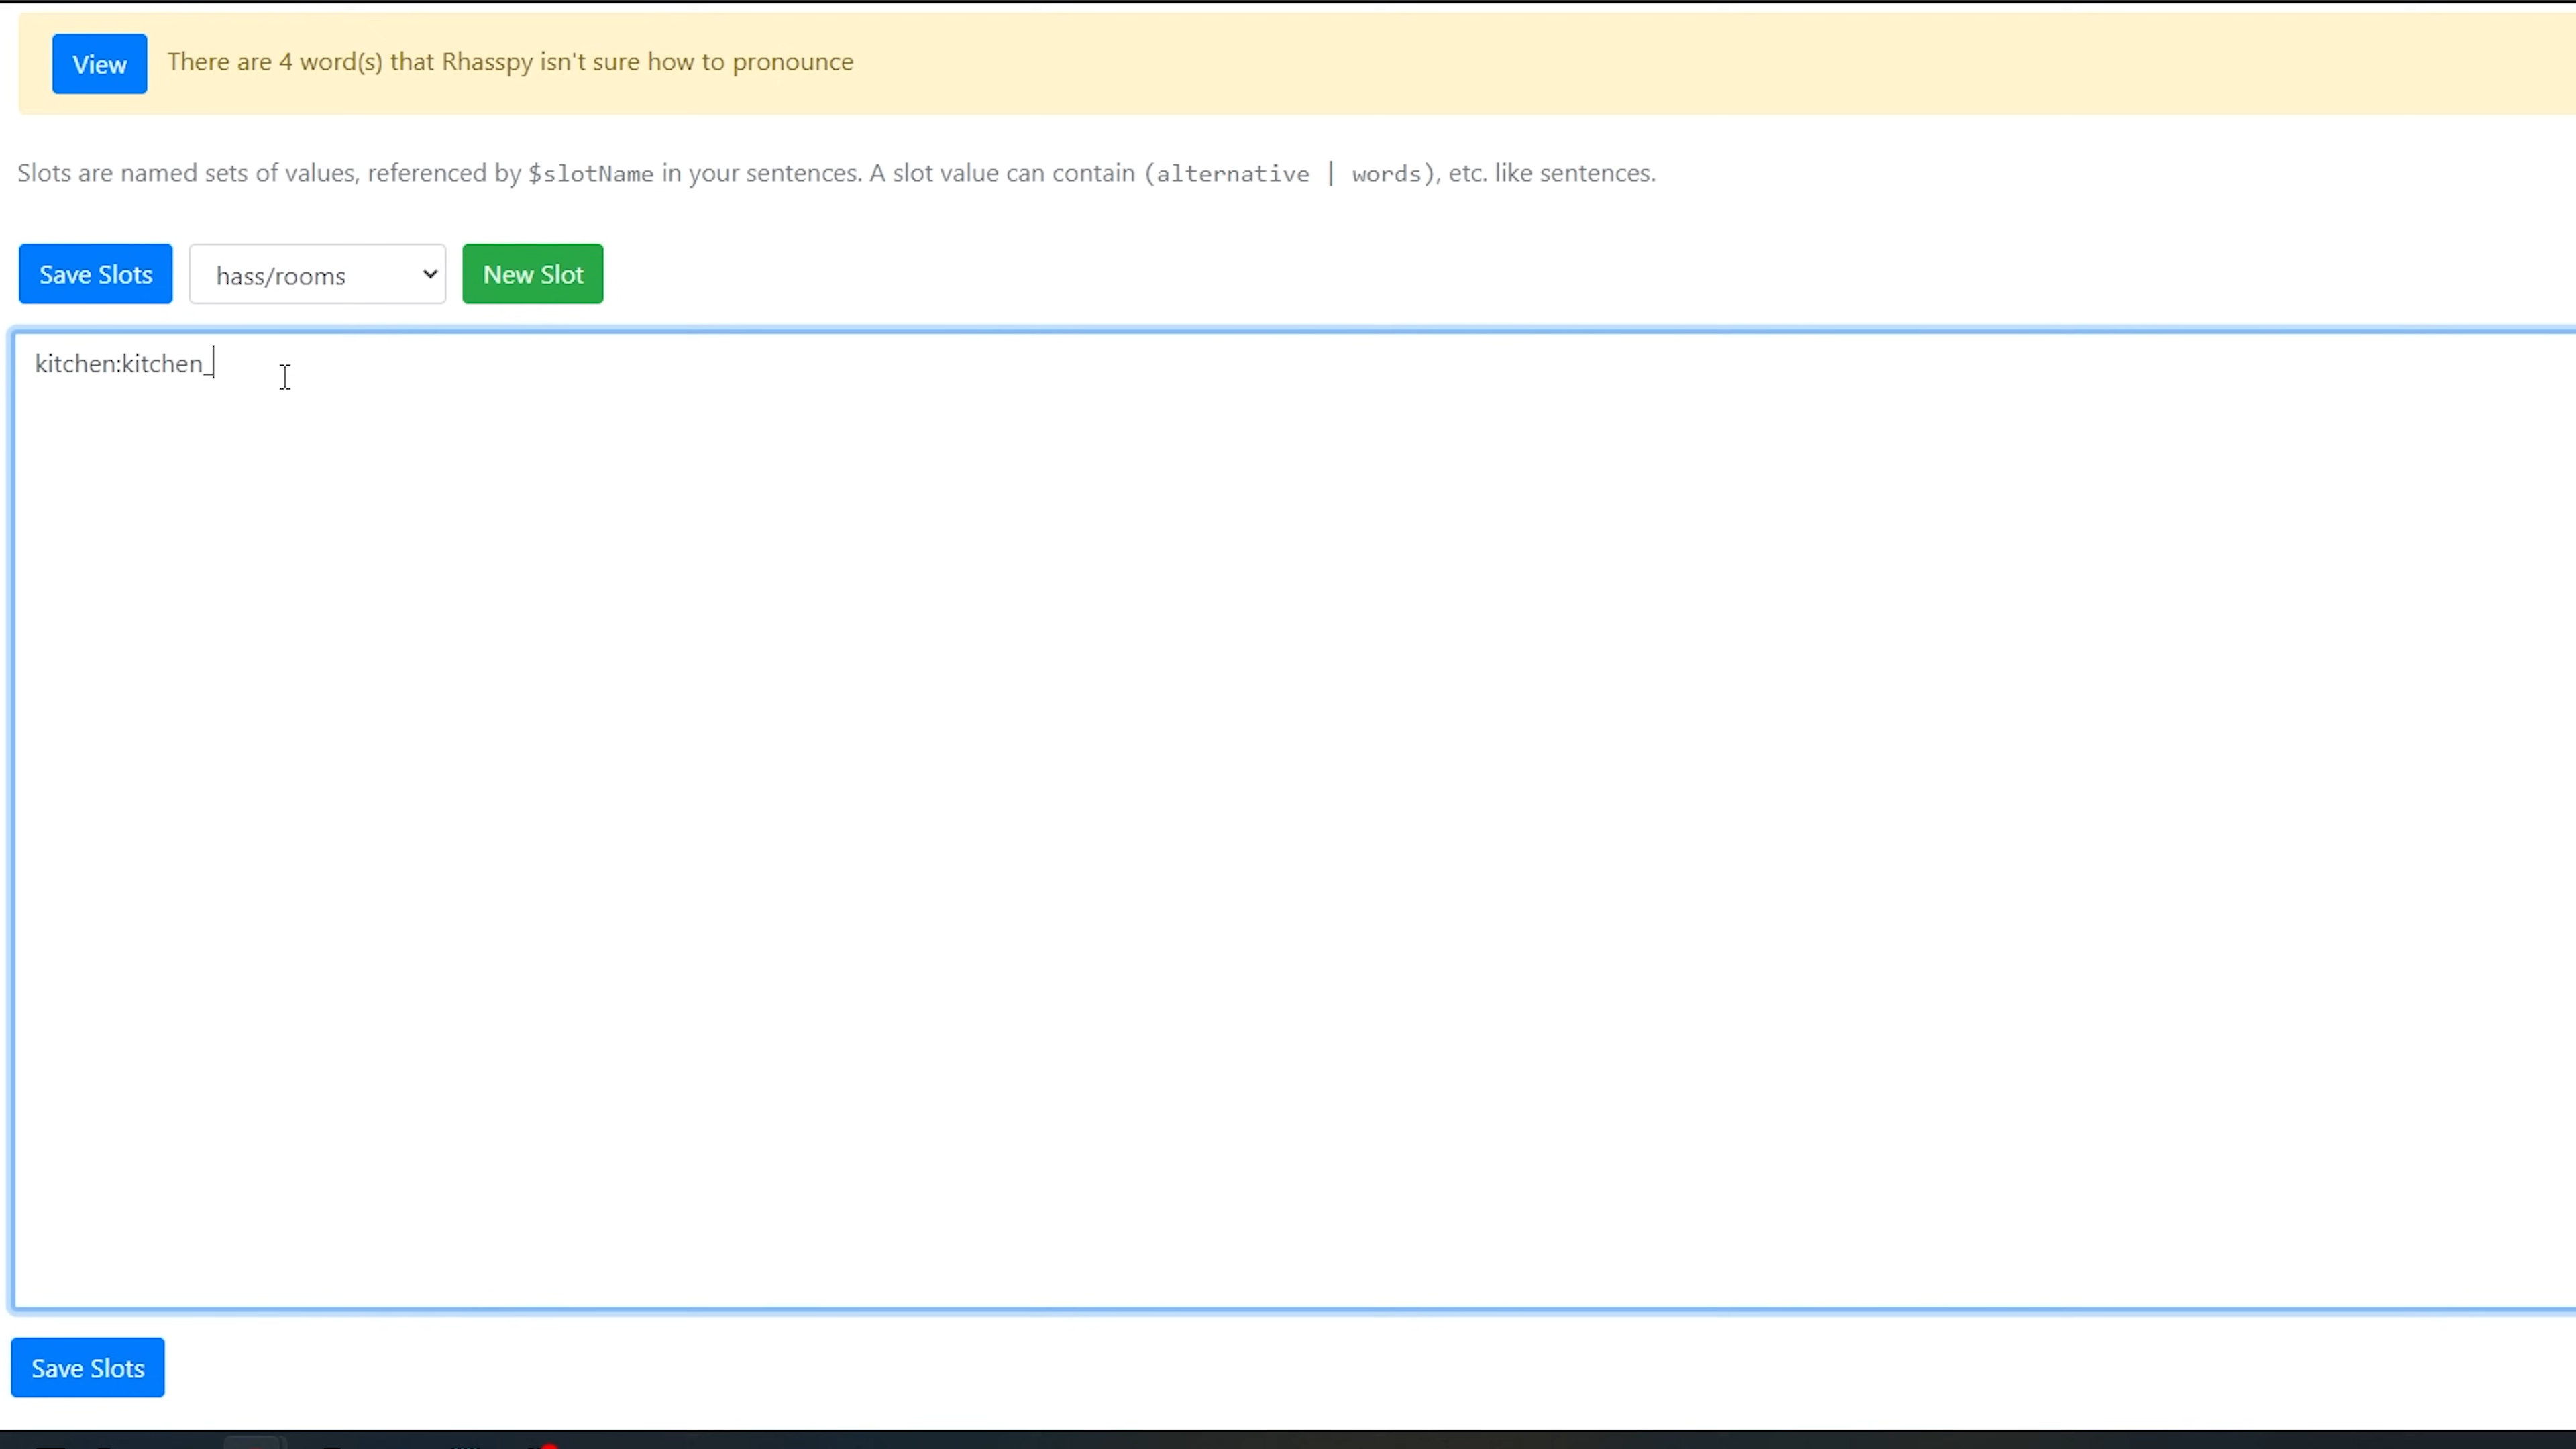 View There are 4 word(s) that Rhasspy isn't sure how to pronounce
Slots are named sets of values, referenced by $slotName in your sentences. A slot value can contain (alternative | words), etc. like sentences.
Save Slots hass/rooms New Slot
kitchen:kitchen_
Save Slots